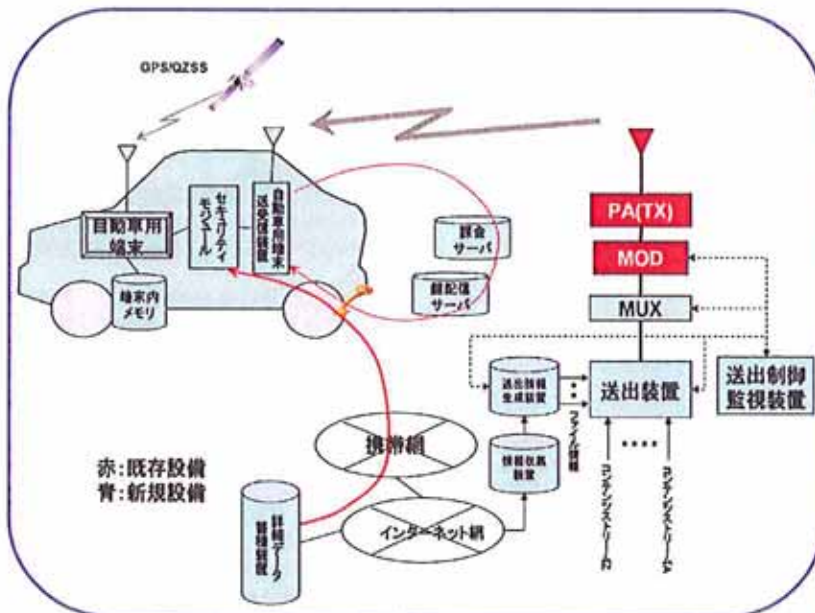 GPS/QZSS
自動車用
端末
セキュリティ
モジュール
自動車用端末
送受信装置
端末内
メモリ
課金
サーバ
鍵配信
サーバ
PA(TX)
MOD
MUX
送出装置
送出制御
監視装置
送出情報
生成装置
ファイル情報
情報収集
装置
携帯網
インターネット網
詳細データ
蓄積装置
赤:既存設備
青:新規設備
コンテンツストリーム
コンテンツストリーム